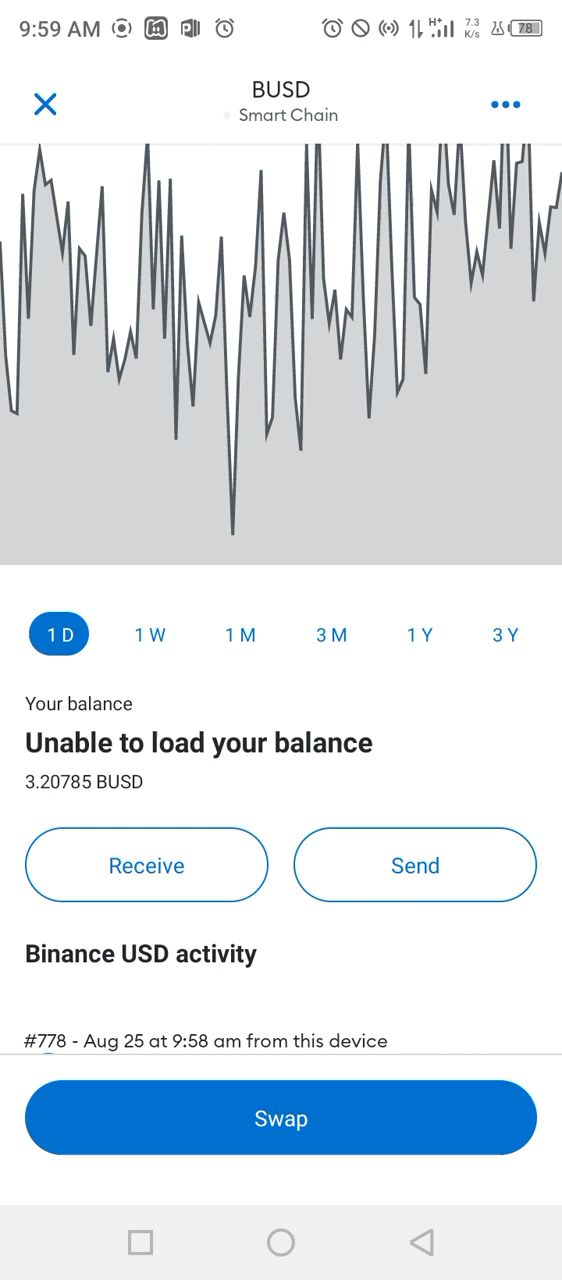 9:59 AM
H+ 7.3 K/s 78
BUSD
Smart Chain
1 D 1 W 1 M 3 M 1 Y 3 Y
Your balance
Unable to load your balance
3.20785 BUSD
Receive Send
Binance USD activity
#778 - Aug 25 at 9:58 am from this device
Swap